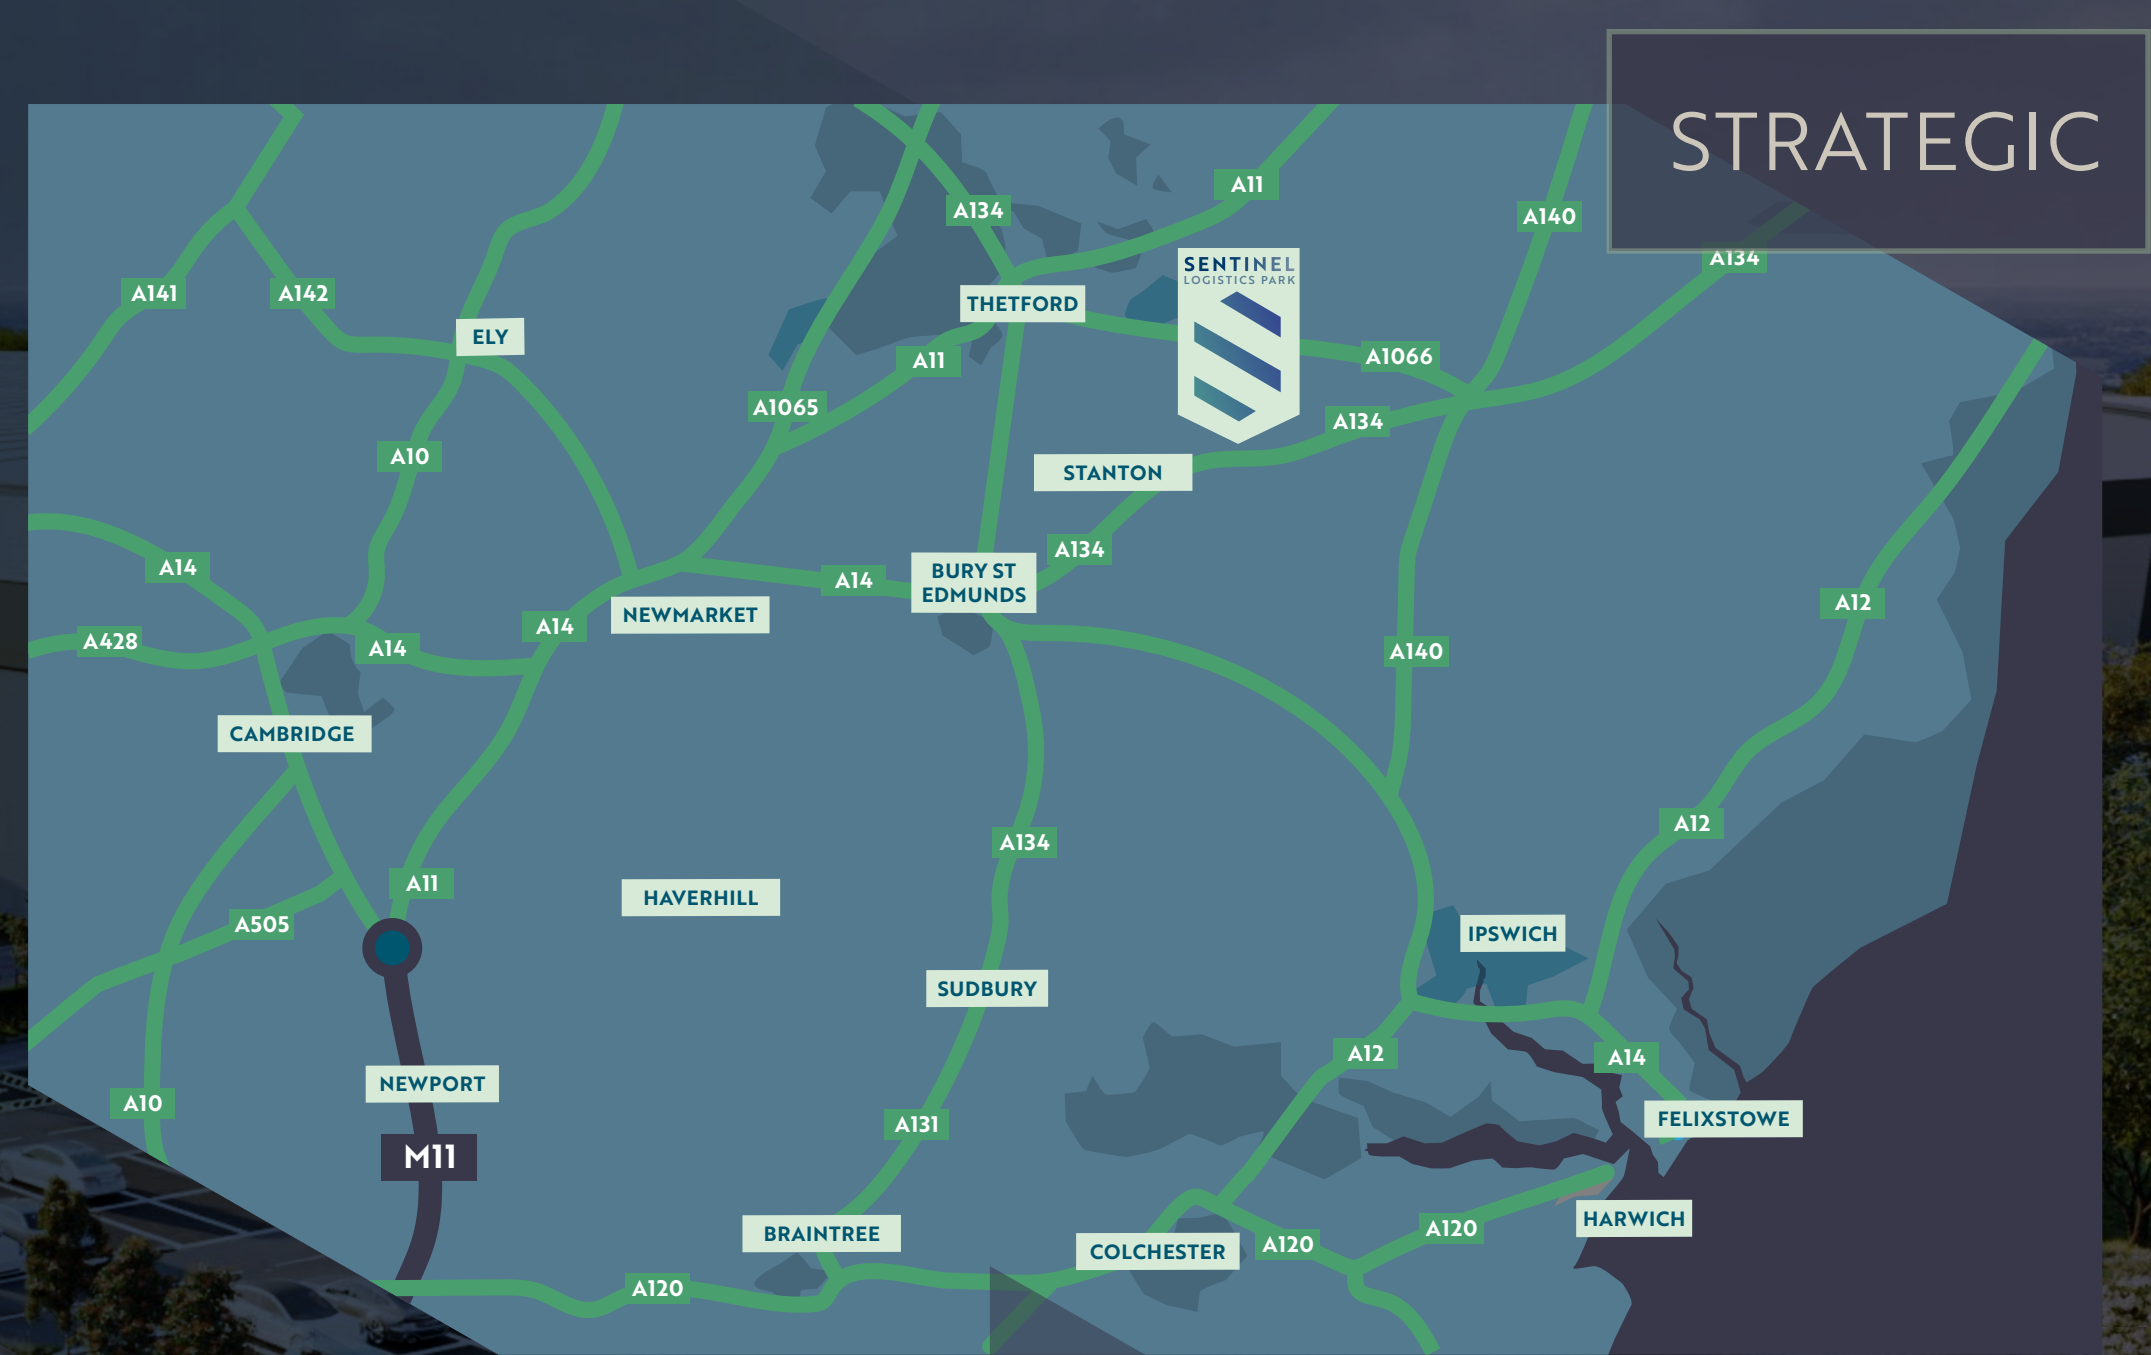 STRATEGIC
A11
A134
A140
A134
SENTINEL
LOGISTICS PARK
A141
A142
THETFORD
ELY
A11
A1066
A1065
A134
A10
STANTON
A134
A14
A14
BURY ST
EDMUNDS
A12
NEWMARKET
A14
A428
A14
A140
CAMBRIDGE
A12
A134
A11
HAVERHILL
A505
IPSWICH
SUDBURY
A12
A14
NEWPORT
A10
FELIXSTOWE
A131
M11
HARWICH
A120
BRAINTREE
A120
COLCHESTER
A120